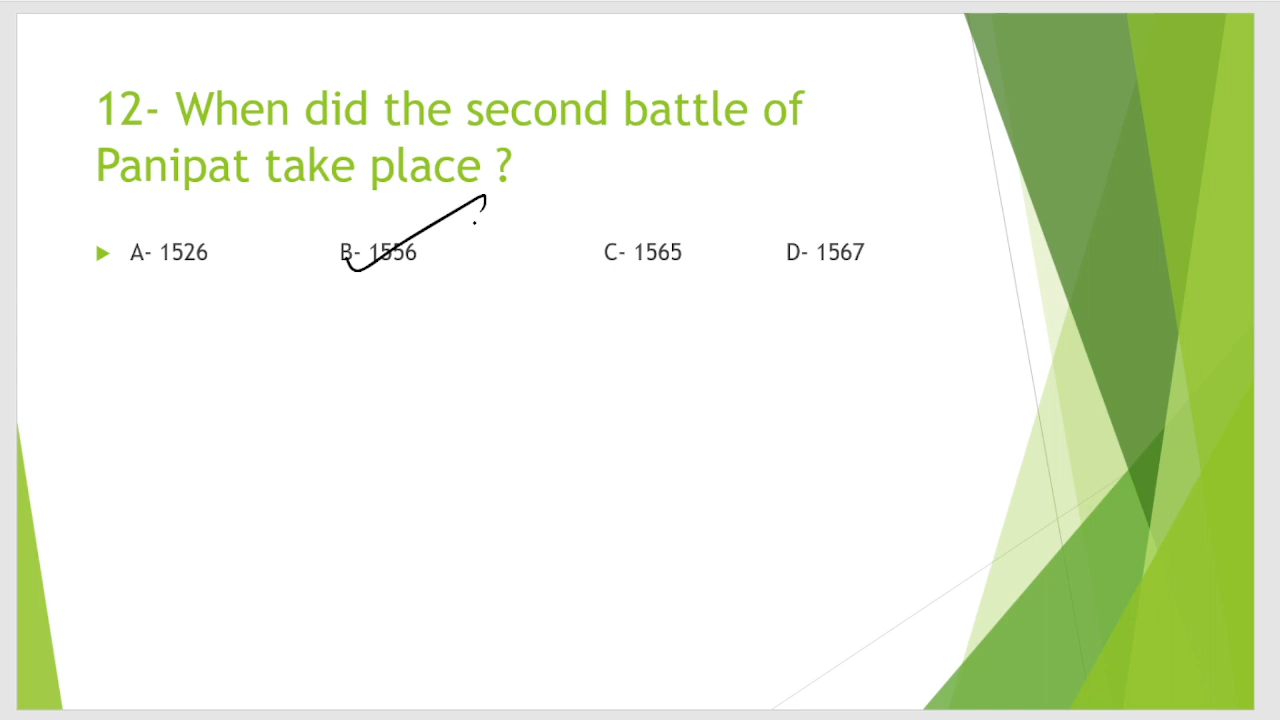 12- When did the second battle of
Panipat take place ?
A- 1526 B- 1556 C- 1565 D- 1567